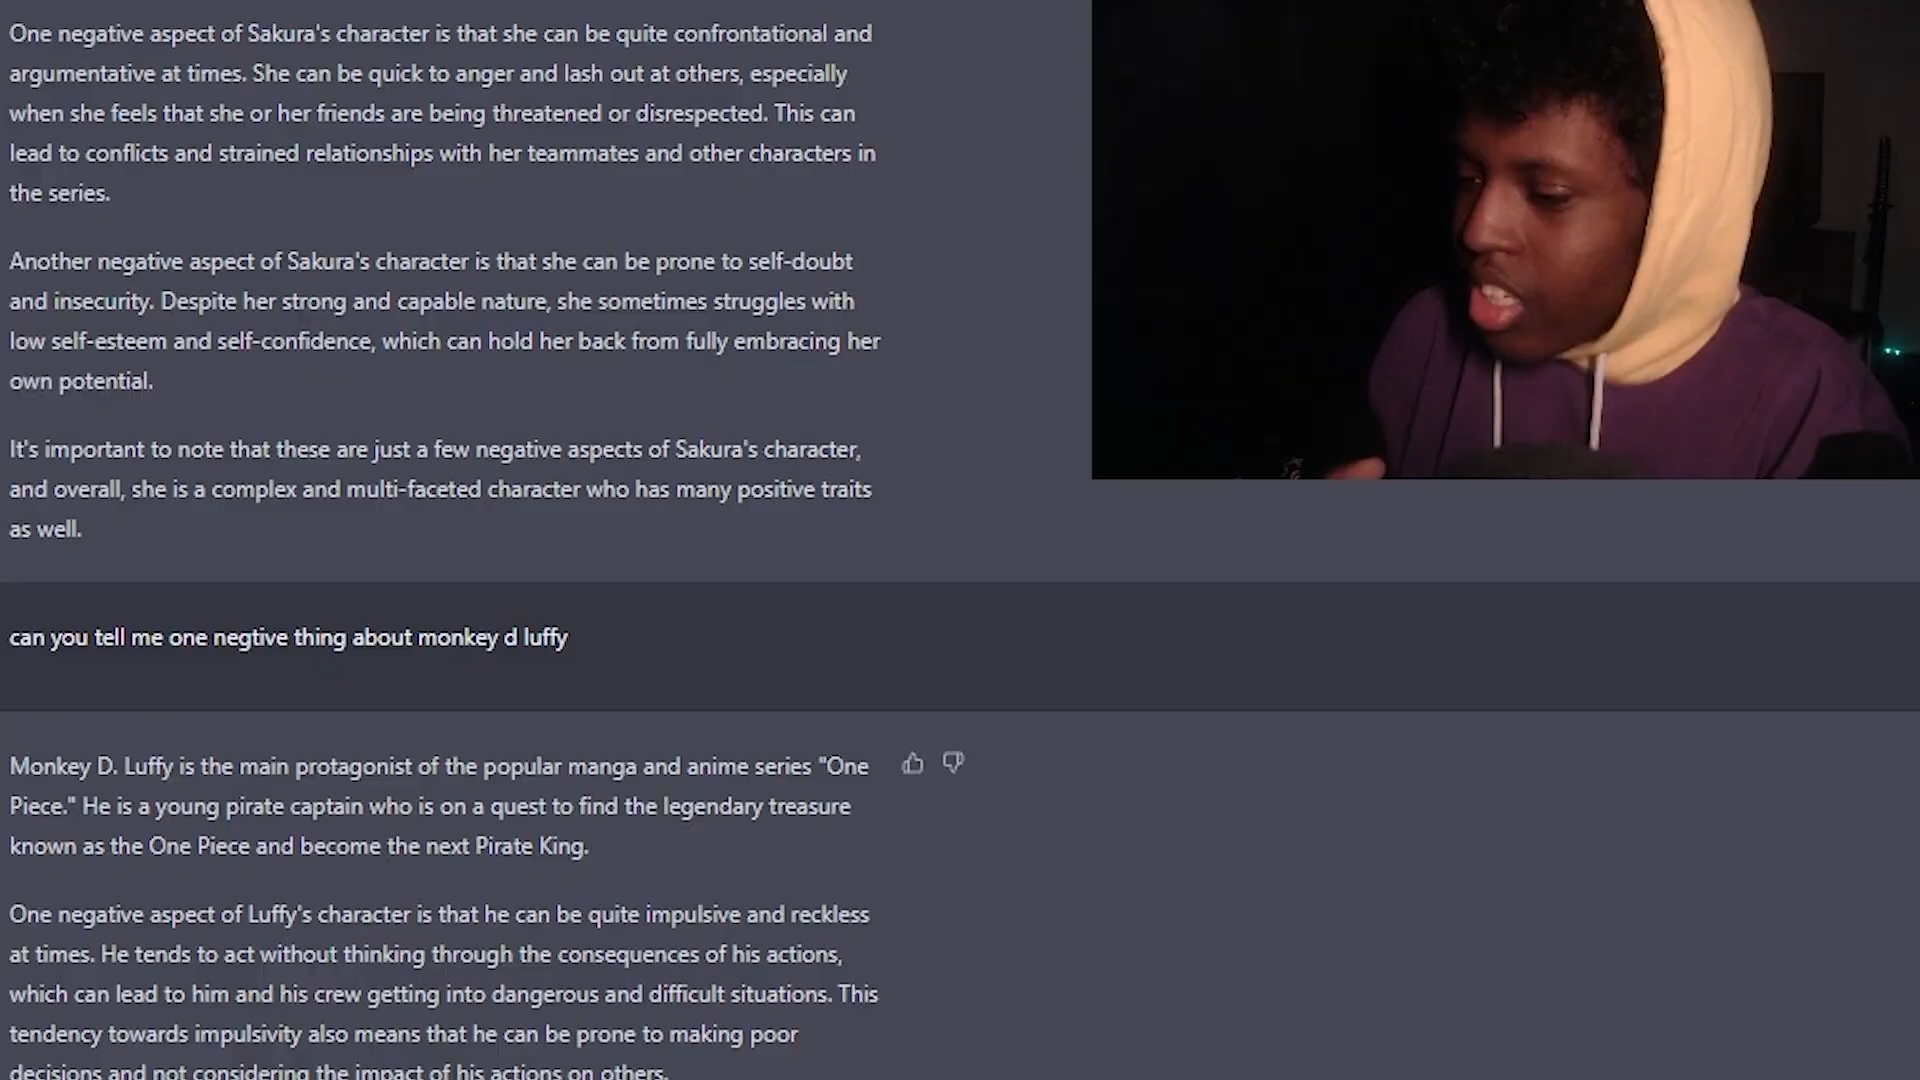 One negative aspect of Sakura's character is that she can be quite confrontational and
argumentative at times. She can be quick to anger and lash out at others, especially
when she feels that she or her friends are being threatened or disrespected. This can
lead to conflicts and strained relationships with her teammates and other characters in
the series.
Another negative aspect of Sakura's character is that she can be prone to self-doubt
and insecurity. Despite her strong and capable nature, she sometimes struggles with
low self-esteem and self-confidence, which can hold her back from fully embracing her
own potential.
It's important to note that these are just a few negative aspects of Sakura's character,
and overall, she is a complex and multi-faceted character who has many positive traits
as well.
can you tell me one negtive thing about monkey d luffy
Monkey D. Luffy is the main protagonist of the popular manga and anime series "One
Piece." He is a young pirate captain who is on a quest to find the legendary treasure
known as the One Piece and become the next Pirate King.
One negative aspect of Luffy's character is that he can be quite impulsive and reckless
at times. He tends to act without thinking through the consequences of his actions,
which can lead to him and his crew getting into dangerous and difficult situations. This
tendency towards impulsivity also means that he can be prone to making poor
decisions and not considering the impact of his actions on others.